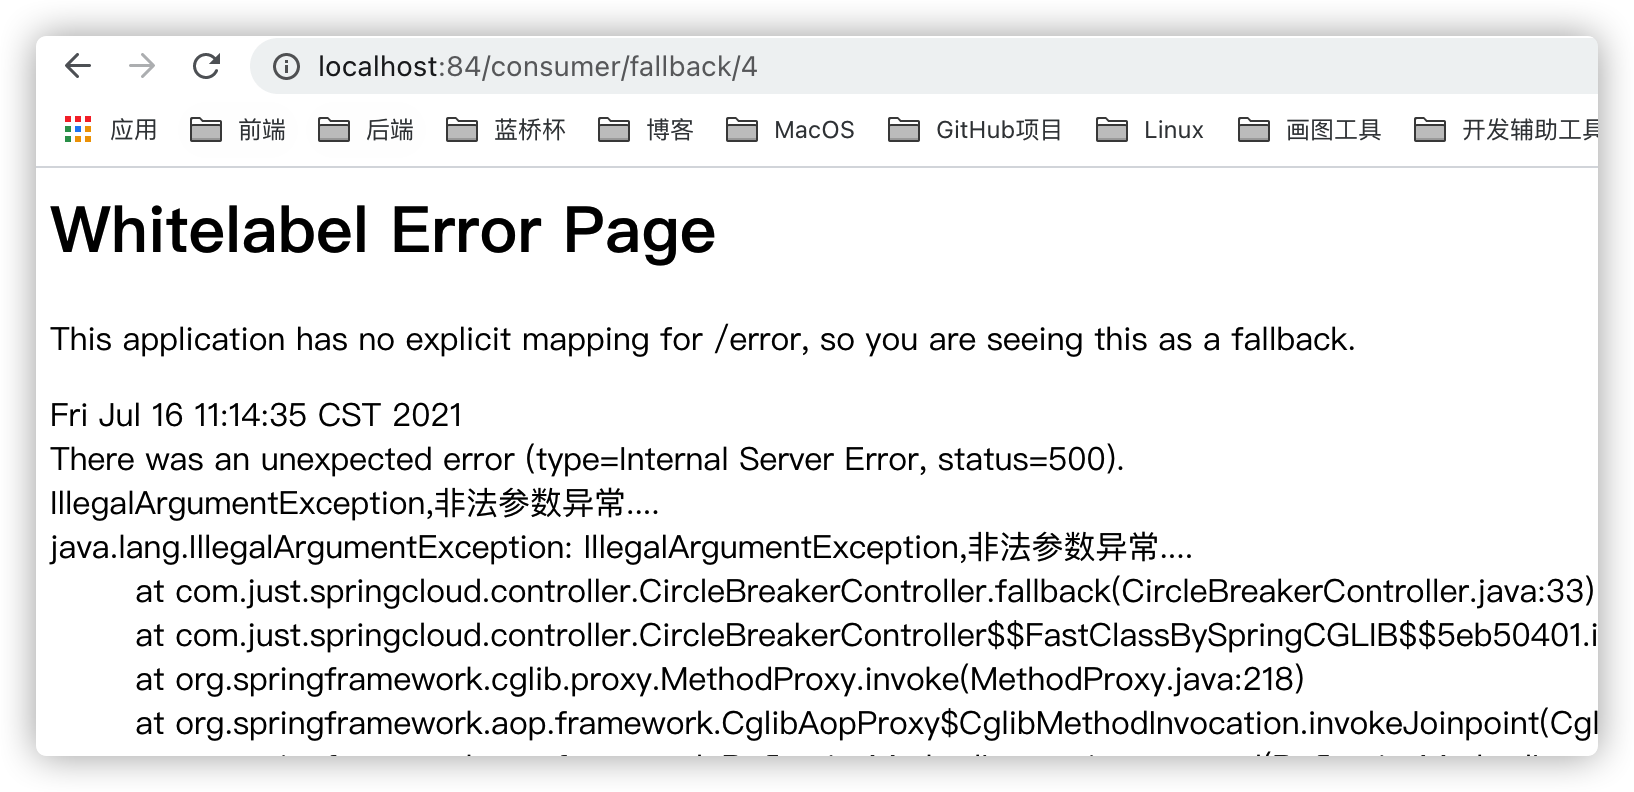 localhost:84/consumer/fallback/4
应用 前端 后端 蓝桥杯 博客 MacOS GitHub项目 Linux 画图工具 开发辅助工具
Whitelabel Error Page
This application has no explicit mapping for /error, so you are seeing this as a fallback.
Fri Jul 16 11:14:35 CST 2021
There was an unexpected error (type=Internal Server Error, status=500).
IllegalArgumentException,非法参数异常....
java.lang.IllegalArgumentException: IllegalArgumentException,非法参数异常....
at com.just.springcloud.controller.CircleBreakerController.fallback(CircleBreakerController.java:33)
at com.just.springcloud.controller.CircleBreakerController$$FastClassBySpringCGLIB$$5eb50401.i
at org.springframework.cglib.proxy.MethodProxy.invoke(MethodProxy.java:218)
at org.springframework.aop.framework.CglibAopProxy$CglibMethodInvocation.invokeJoinpoint(Cgl